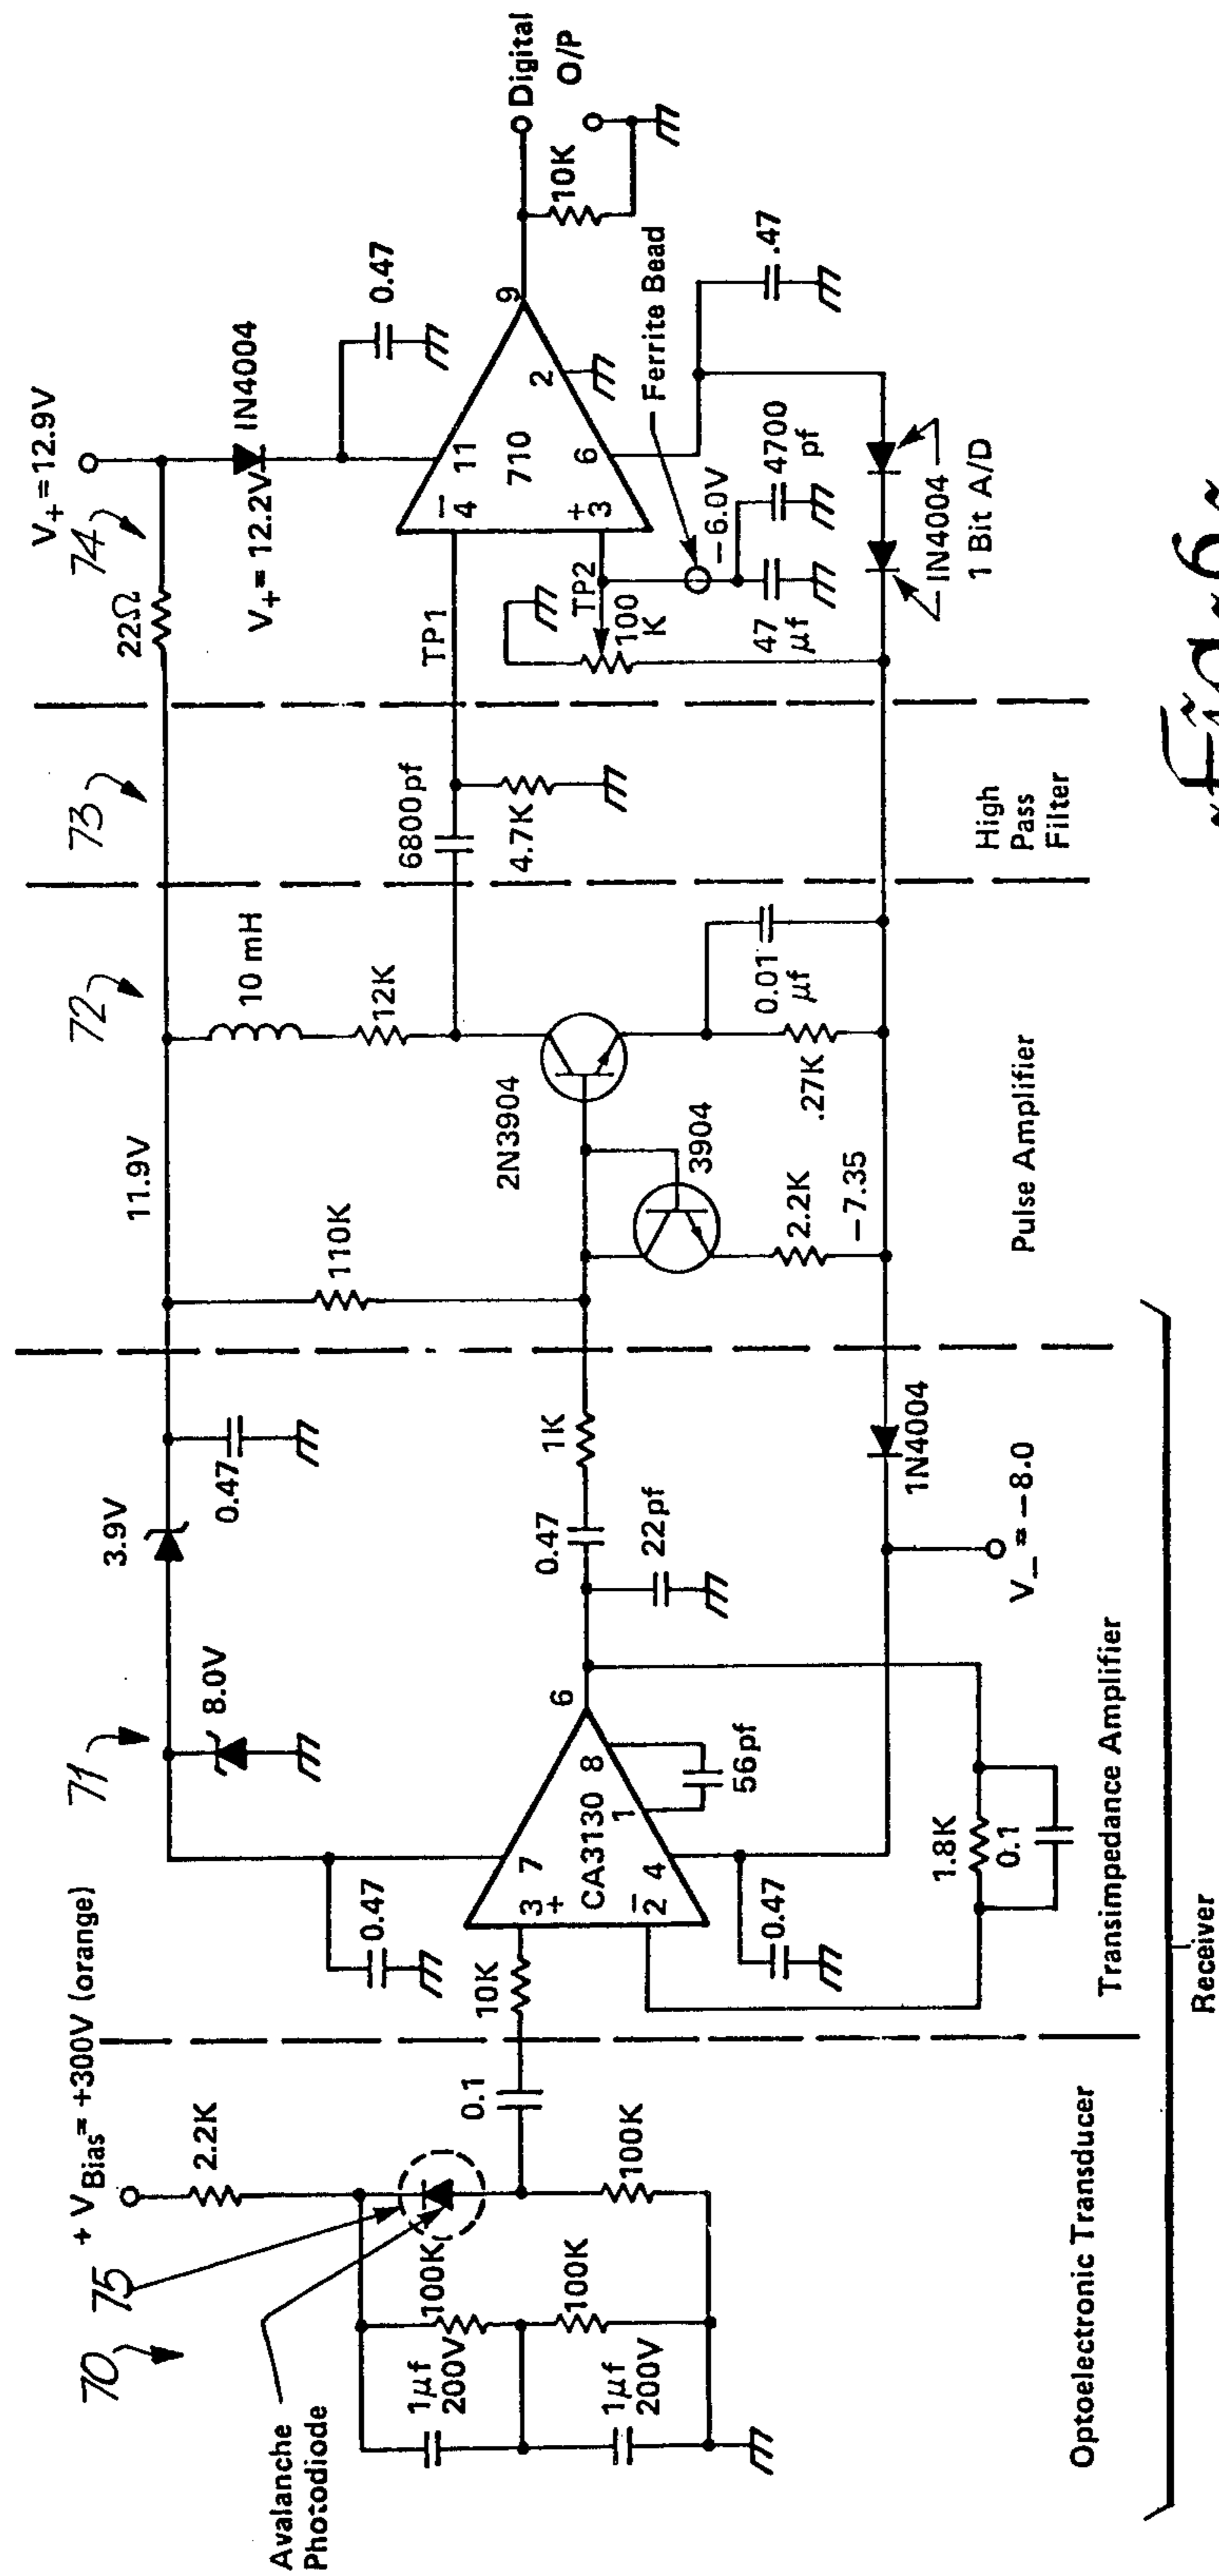 70
75
+ VBias = +300V (orange)
2.2K
Avalanche
Photodiode
100K
1µf
200V
100K
1µf
200V
100K
0.1
Optoelectronic Transducer
71
8.0V
3.9V
0.47
0.47
10K
3
+
7
CA3130
–
2
4
1
8
6
56pf
0.47
1.8K
0.1
0.47
22pf
1K
1N4004
V– = –8.0
Transimpedance Amplifier
Receiver
72
11.9V
110K
10 mH
12K
2N3904
3904
2.2K
–7.35
.27K
0.01
µf
Pulse Amplifier
73
6800pf
4.7K
High
Pass
Filter
74
V+ = 12.9V
22Ω
V+ = 12.2V
IN4004
0.47
TP1
–
4
11
710
+
3
6
2
9
TP2
100
K
Ferrite Bead
–6.0V
47
µf
4700
pf
.47
IN4004
1 Bit A/D
10K
Digital
O/P
Fig-6